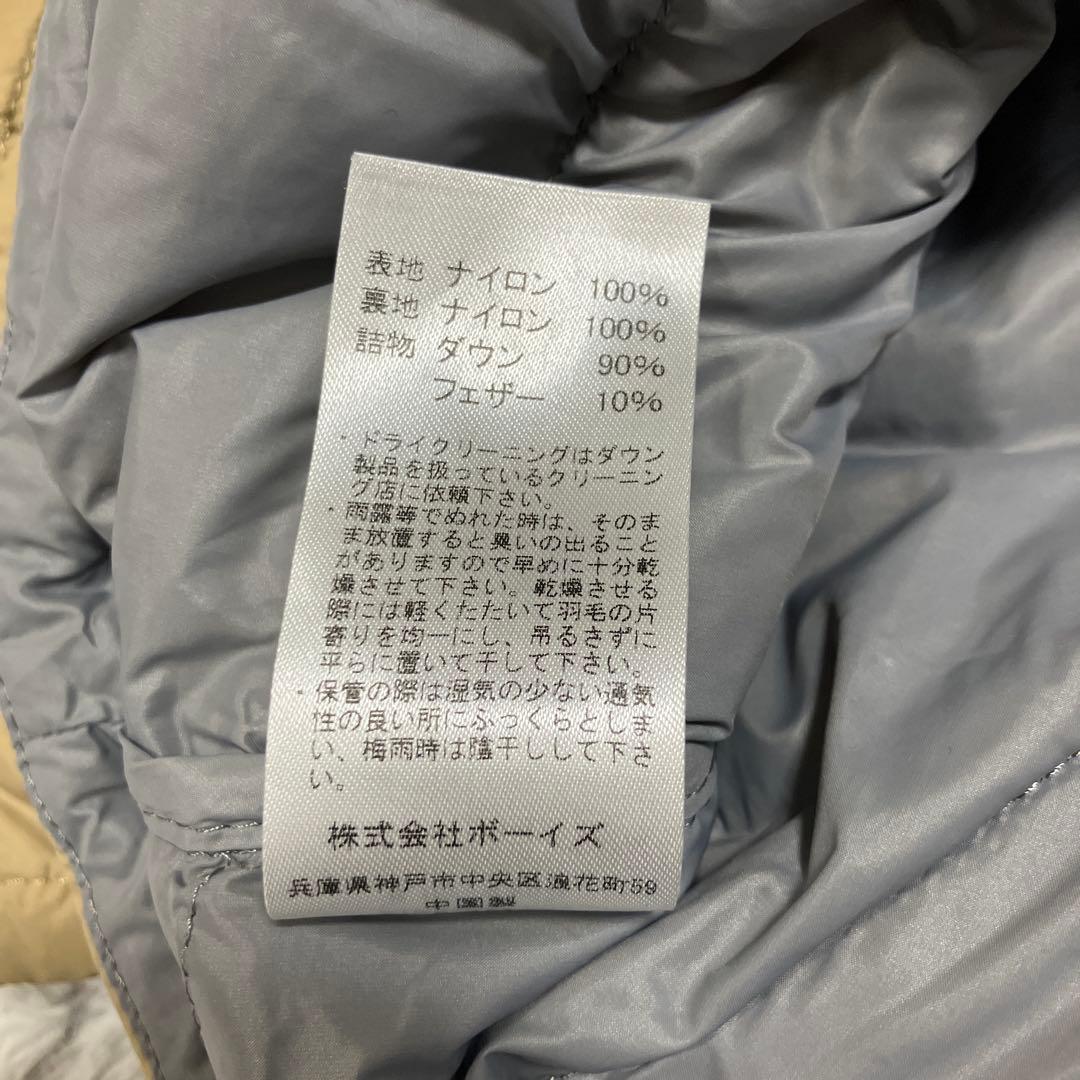 表地 ナイロン 100%
裏地 ナイロン 100%
詰物 ダウン 90%
フェザー 10%
・ドライクリーニングはダウン
製品を扱っているクリーニン
グ店に依頼下さい。
・雨露等でぬれた時は、そのま
ま放置すると臭いの出ること
がありますので早めに十分乾
燥させて下さい。乾燥させる
際には軽くたたいて羽毛の片
寄りを均一にし、吊るさずに
平らに置いて干して下さい。
・保管の際は湿気の少ない通気
性の良い所にふっくらとしま
い、梅雨時は陰干しして下さ
い。
株式会社ボーイズ
兵庫県神戸市中央区浪花町59
中国製